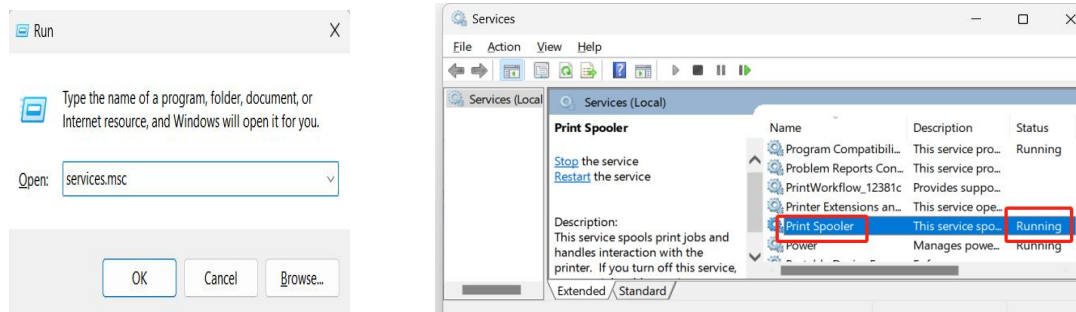 Run
Type the name of a program, folder, document, or
Internet resource, and Windows will open it for you.
Open: services.msc
OK Cancel Browse...
Services
File Action View Help
Services (Local
Services (Local)
Print Spooler
Stop the service
Restart the service
Description:
This service spools print jobs and
handles interaction with the
printer. If you turn off this service,
Name Description Status
Program Compatibili... This service pro... Running
Problem Reports Con... This service pro...
PrintWorkflow_12381c Provides suppo...
Printer Extensions an... This service ope...
Print Spooler This service spo... Running
Power Manages powe... Running
Extended Standard